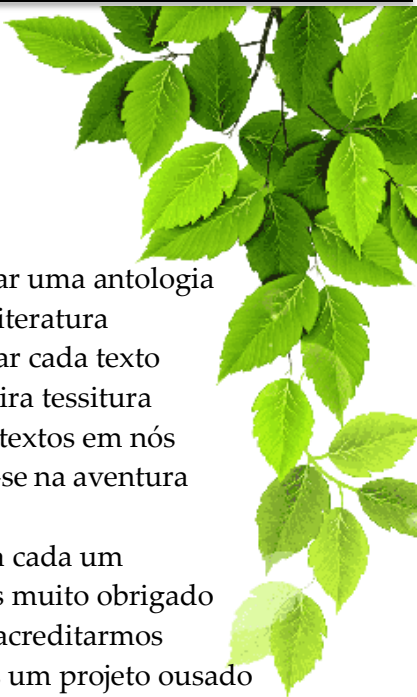 ar uma antologia
iteratura
ar cada texto
ira tessitura
textos em nós
-se na aventura
cada um
s muito obrigado
acreditarmos
um projeto ousado